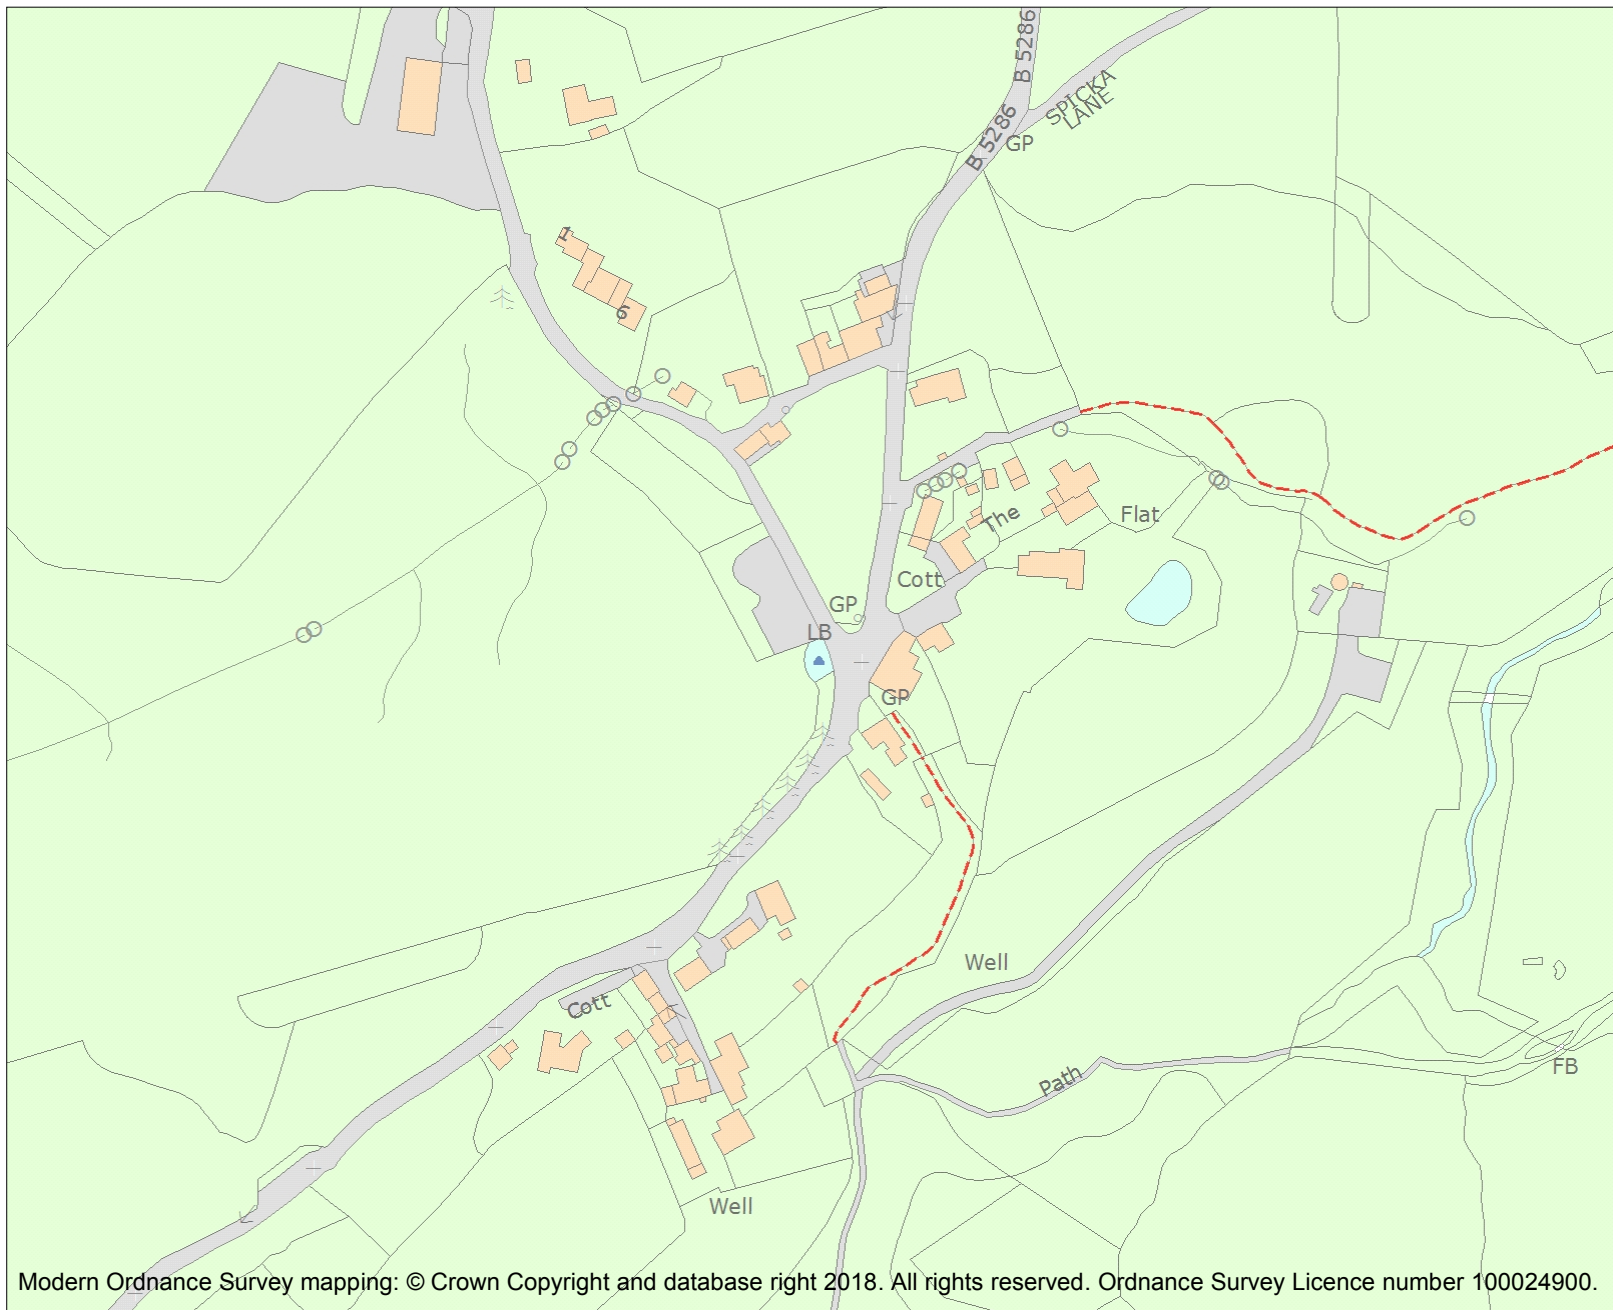 B 5286
SPICKA
LANE
B 5286
GP
1
6
The
Flat
Cott
GP
LB
GP
Well
Cott
Path
FB
Well
Modern Ordnance Survey mapping: © Crown Copyright and database right 2018. All rights reserved. Ordnance Survey Licence number 100024900.